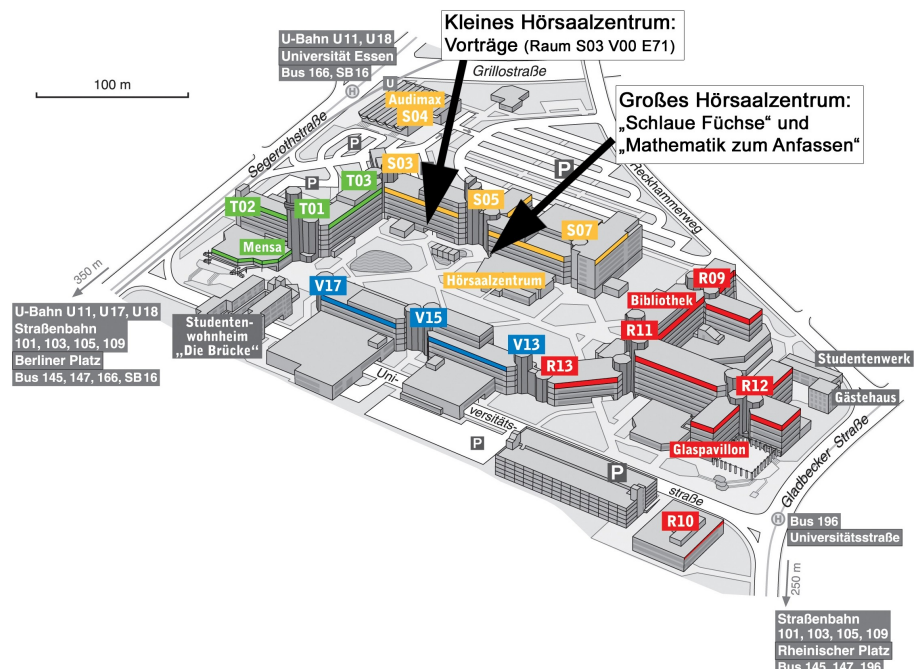 Kleines Hörsaalzentrum:
Vorträge (Raum S03 V00 E71)
U-Bahn U11, U18
Universität Essen
Bus 166, SB16
H
100 m
Grillostraße
U
Audimax
S04
Großes Hörsaalzentrum:
„Schlaue Füchse“ und
„Mathematik zum Anfassen“
Segerothstraße
P
S03
P
Reckhammerweg
P
T03
T02
T01
S05
S07
Mensa
Hörsaalzentrum
350 m
V17
R09
Bibliothek
U-Bahn U11, U17, U18
Straßenbahn
101, 103, 105, 109
Berliner Platz
Bus 145, 147, 166, SB16
Studenten-
wohnheim
„Die Brücke“
V15
V13
R11
R13
Studentenwerk
R12
Gästehaus
Uni-
versitäts-
straße
Glaspavillon
P
P
Gladbecker Straße
R10
H
Bus 196
Universitätsstraße
250 m
Straßenbahn
101, 103, 105, 109
Rheinischer Platz
Bus 145, 147, 196